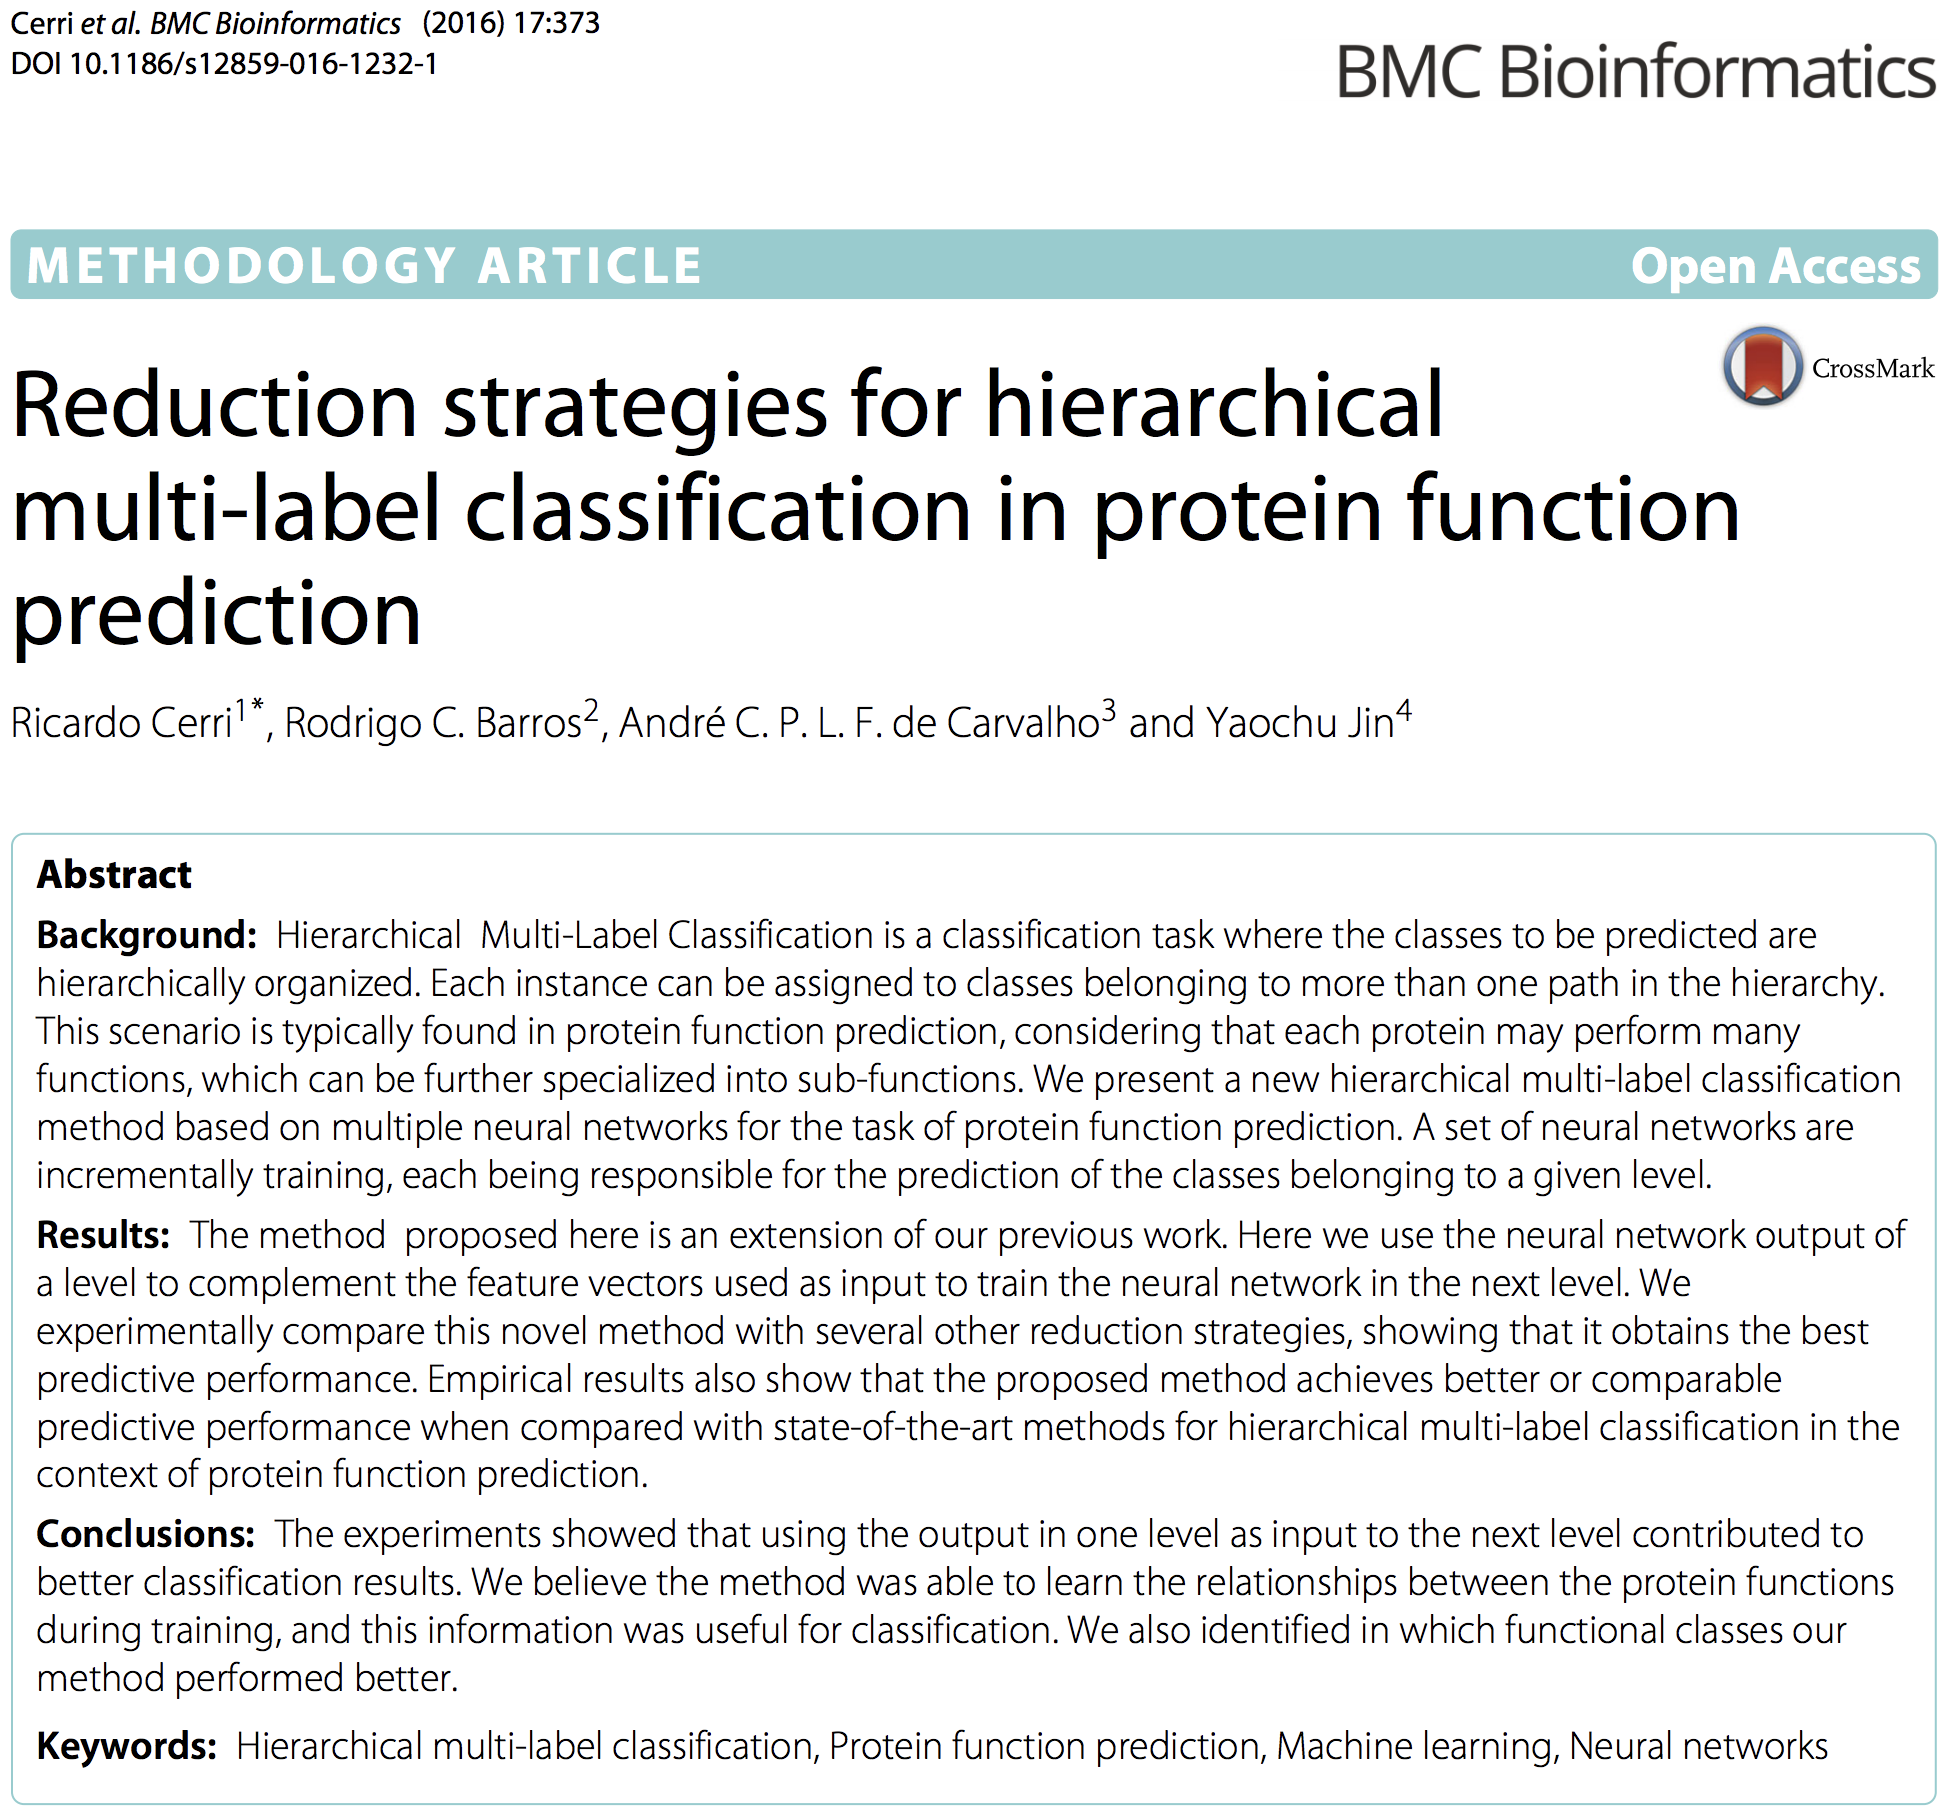 Cerri et al. BMC Bioinformatics (2016) 17:373
DOI 10.1186/s12859-016-1232-1
BMC Bioinformatics
METHODOLOGY ARTICLE
Open Access
CrossMark
Reduction strategies for hierarchical
multi-label classification in protein function
prediction
Ricardo Cerri1*, Rodrigo C. Barros2, André C. P. L. F. de Carvalho3 and Yaochu Jin4
Abstract
Background: Hierarchical Multi-Label Classification is a classification task where the classes to be predicted are
hierarchically organized. Each instance can be assigned to classes belonging to more than one path in the hierarchy.
This scenario is typically found in protein function prediction, considering that each protein may perform many
functions, which can be further specialized into sub-functions. We present a new hierarchical multi-label classification
method based on multiple neural networks for the task of protein function prediction. A set of neural networks are
incrementally training, each being responsible for the prediction of the classes belonging to a given level.
Results: The method proposed here is an extension of our previous work. Here we use the neural network output of
a level to complement the feature vectors used as input to train the neural network in the next level. We
experimentally compare this novel method with several other reduction strategies, showing that it obtains the best
predictive performance. Empirical results also show that the proposed method achieves better or comparable
predictive performance when compared with state-of-the-art methods for hierarchical multi-label classification in the
context of protein function prediction.
Conclusions: The experiments showed that using the output in one level as input to the next level contributed to
better classification results. We believe the method was able to learn the relationships between the protein functions
during training, and this information was useful for classification. We also identified in which functional classes our
method performed better.
Keywords: Hierarchical multi-label classification, Protein function prediction, Machine learning, Neural networks